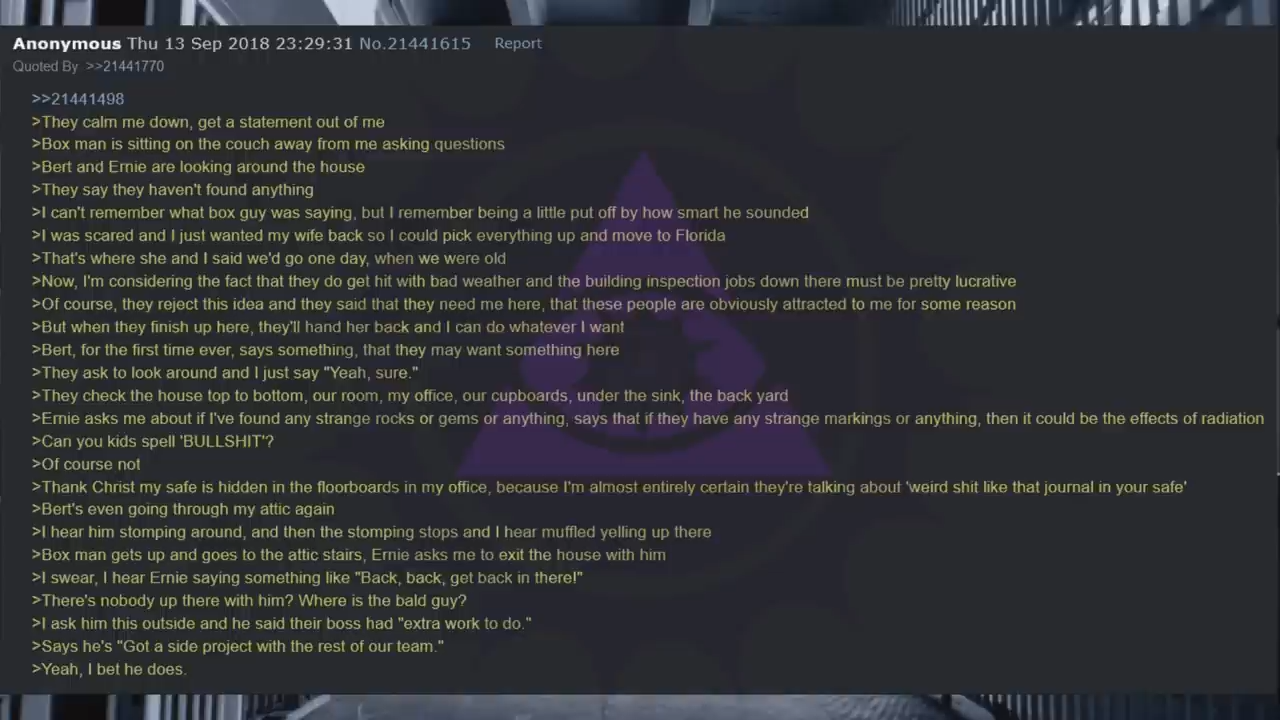 Anonymous Thu 13 Sep 2018 23:29:31 No.21441615 Report
Quoted By >>21441770
>>21441498
>They calm me down, get a statement out of me
>Box man is sitting on the couch away from me asking questions
>Bert and Ernie are looking around the house
>They say they haven't found anything
>I can't remember what box guy was saying, but I remember being a little put off by how smart he sounded
>I was scared and I just wanted my wife back so I could pick everything up and move to Florida
>That's where she and I said we'd go one day, when we were old
>Now, I'm considering the fact that they do get hit with bad weather and the building inspection jobs down there must be pretty lucrative
>Of course, they reject this idea and they said that they need me here, that these people are obviously attracted to me for some reason
>But when they finish up here, they'll hand her back and I can do whatever I want
>Bert, for the first time ever, says something, that they may want something here
>They ask to look around and I just say "Yeah, sure."
>They check the house top to bottom, our room, my office, our cupboards, under the sink, the back yard
>Ernie asks me about if I've found any strange rocks or gems or anything, says that if they have any strange markings or anything, then it could be the effects of radiation
>Can you kids spell 'BULLSHIT'?
>Of course not
>Thank Christ my safe is hidden in the floorboards in my office, because I'm almost entirely certain they're talking about 'weird shit like that journal in your safe'
>Bert's even going through my attic again
>I hear him stomping around, and then the stomping stops and I hear muffled yelling up there
>Box man gets up and goes to the attic stairs, Ernie asks me to exit the house with him
>I swear, I hear Ernie saying something like "Back, back, get back in there!"
>There's nobody up there with him? Where is the bald guy?
>I ask him this outside and he said their boss had "extra work to do."
>Says he's "Got a side project with the rest of our team."
>Yeah, I bet he does.